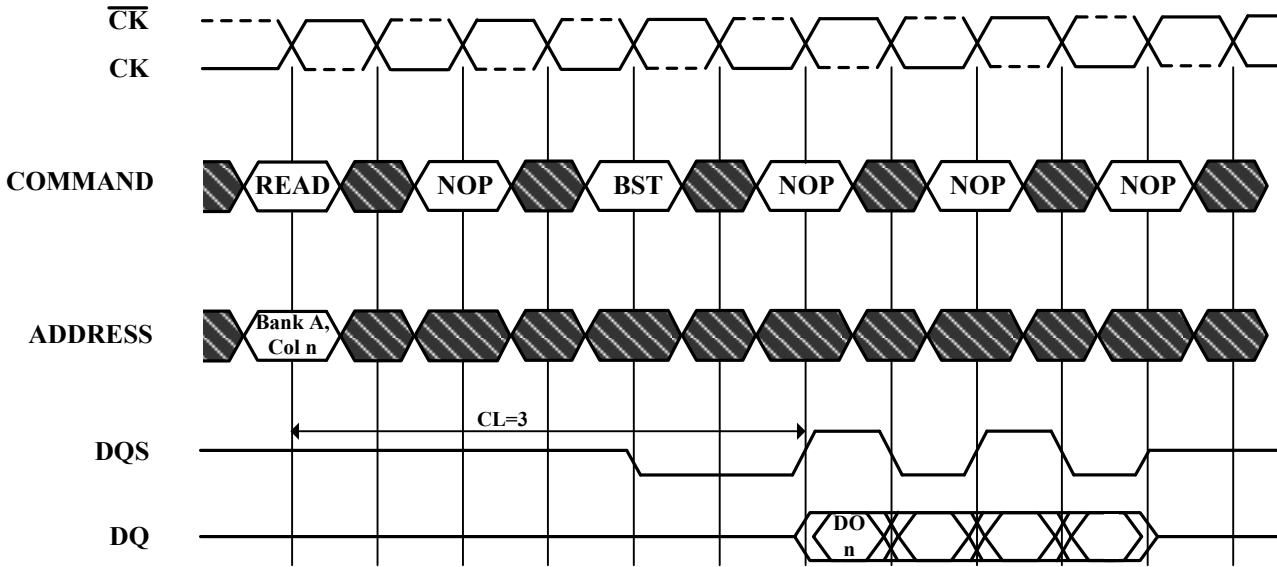 CK
CK
COMMAND
READ
NOP
BST
NOP
NOP
NOP
ADDRESS
Bank A,
Col n
CL=3
DQS
DQ
DO
n